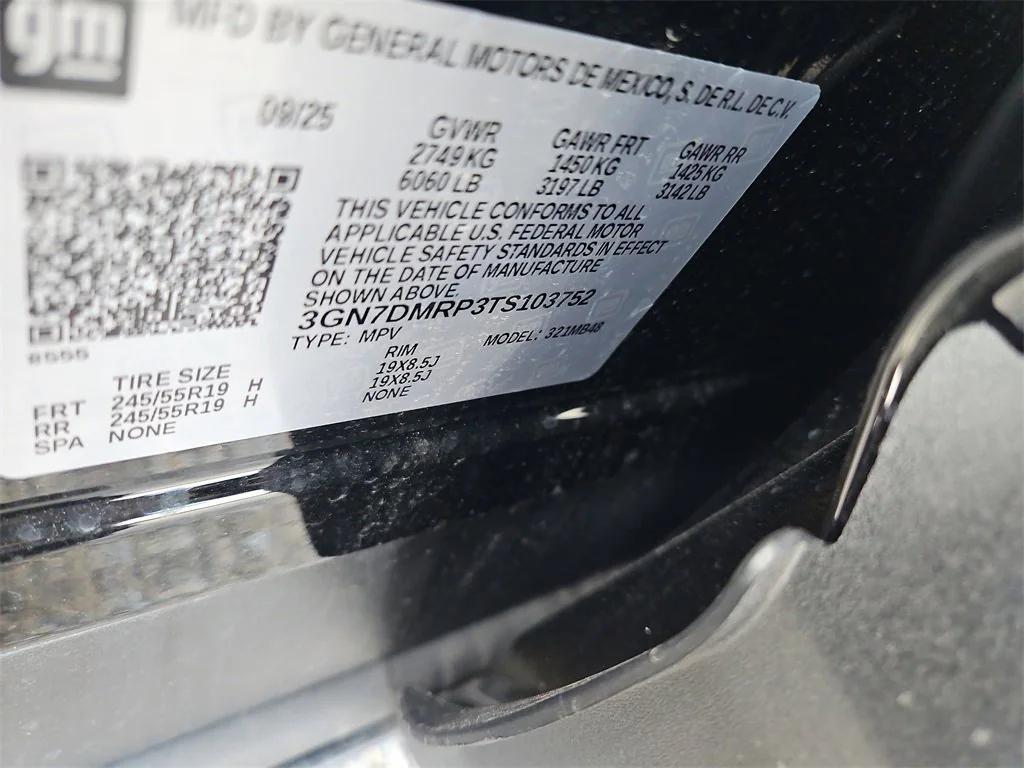 gm
MFD BY GENERAL MOTORS DE MEXICO, S. DE R.L. DE C.V.
09/25
GVWR GAWR FRT GAWR RR
2749 KG 1450 KG 1425 KG
6060 LB 3197 LB 3142 LB
THIS VEHICLE CONFORMS TO ALL
APPLICABLE U.S. FEDERAL MOTOR
VEHICLE SAFETY STANDARDS IN EFFECT
ON THE DATE OF MANUFACTURE
SHOWN ABOVE.
3GN7DMRP3TS103752
TYPE: MPV MODEL: 321MB48
TIRE SIZE RIM
FRT 245/55R19 H 19X8.5J
RR 245/55R19 H 19X8.5J
SPA NONE NONE